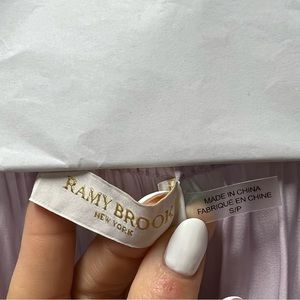 RAMY BROOK
NEW YORK
MADE IN CHINA
FABRIQUE EN CHINE
S/P